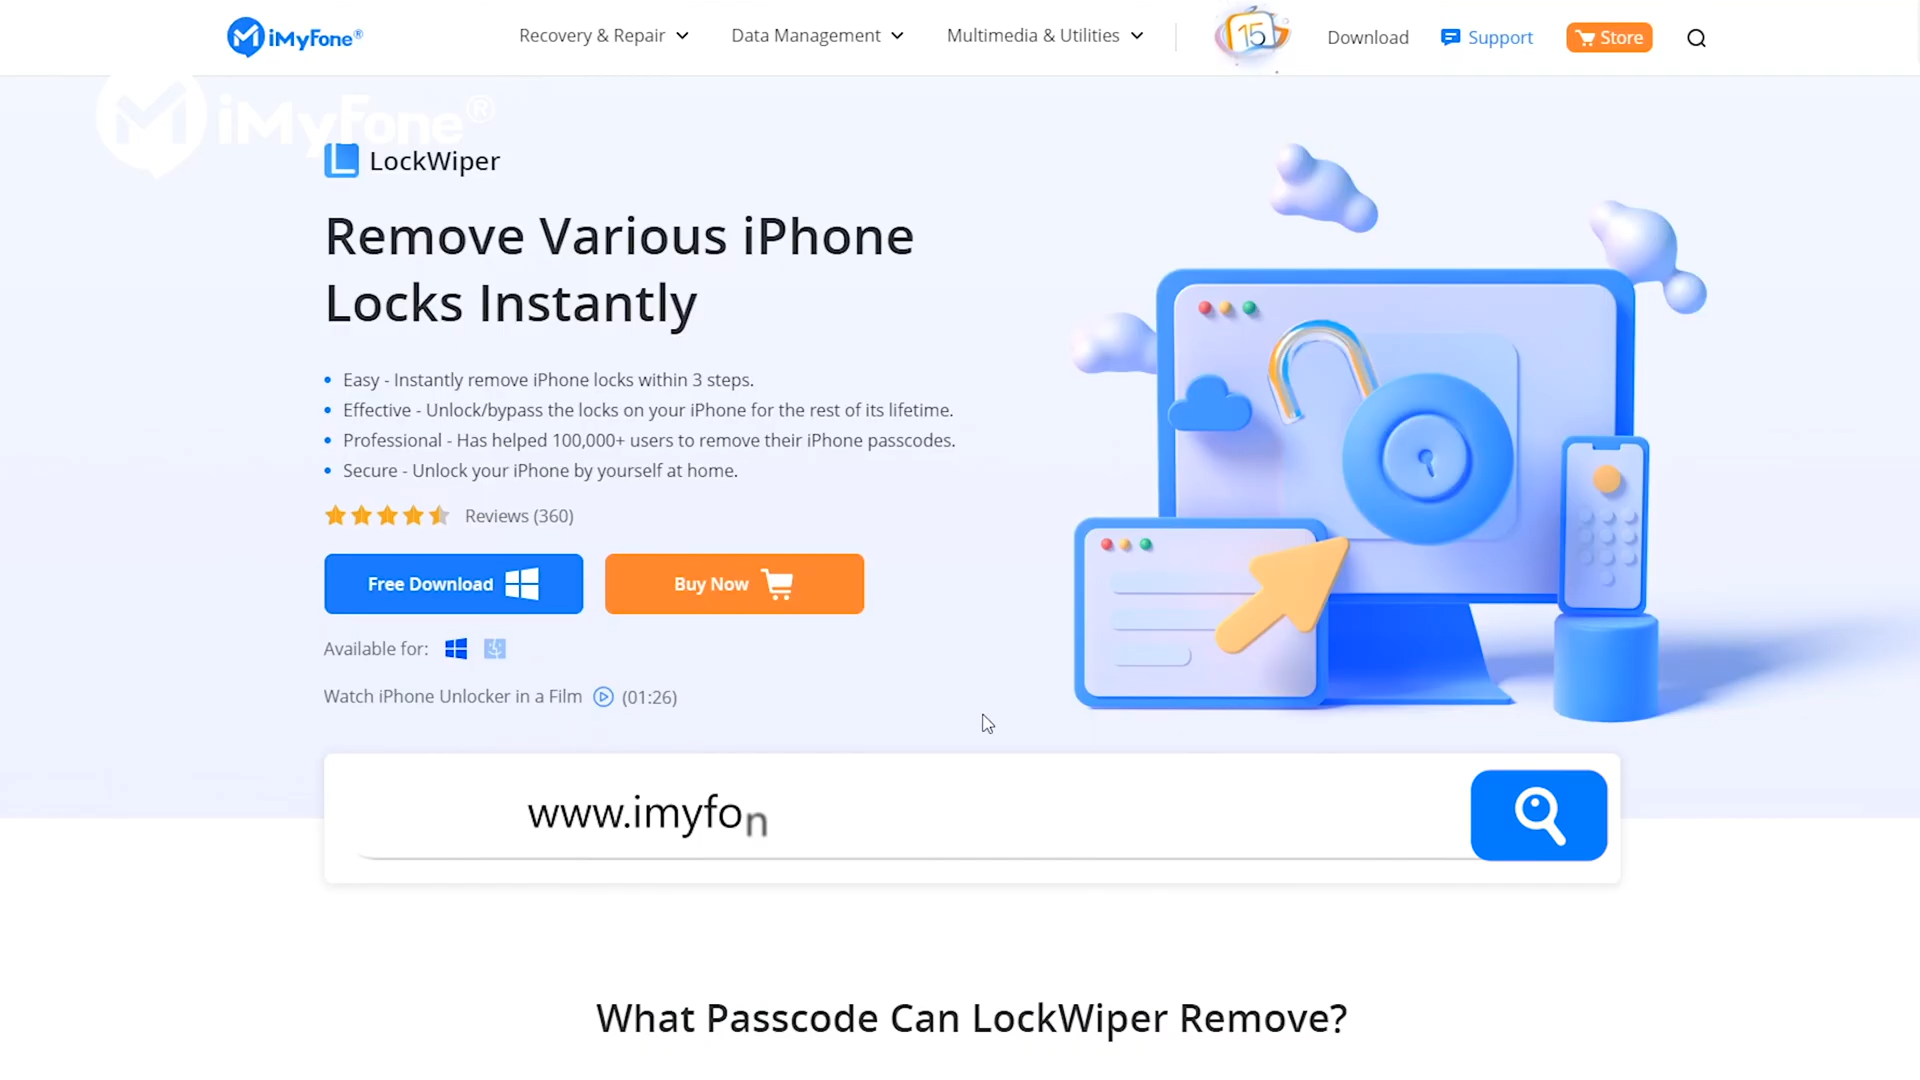 iMyFone®
Recovery & Repair
Data Management
Multimedia & Utilities
15
Download
Support
Store
iMyFone®
LockWiper
Remove Various iPhone
Locks Instantly
Easy - Instantly remove iPhone locks within 3 steps.
Effective - Unlock/bypass the locks on your iPhone for the rest of its lifetime.
Professional - Has helped 100,000+ users to remove their iPhone passcodes.
Secure - Unlock your iPhone by yourself at home.
Reviews (360)
Free Download
Buy Now
Available for:
Watch iPhone Unlocker in a Film (01:26)
www.imyfon
What Passcode Can LockWiper Remove?